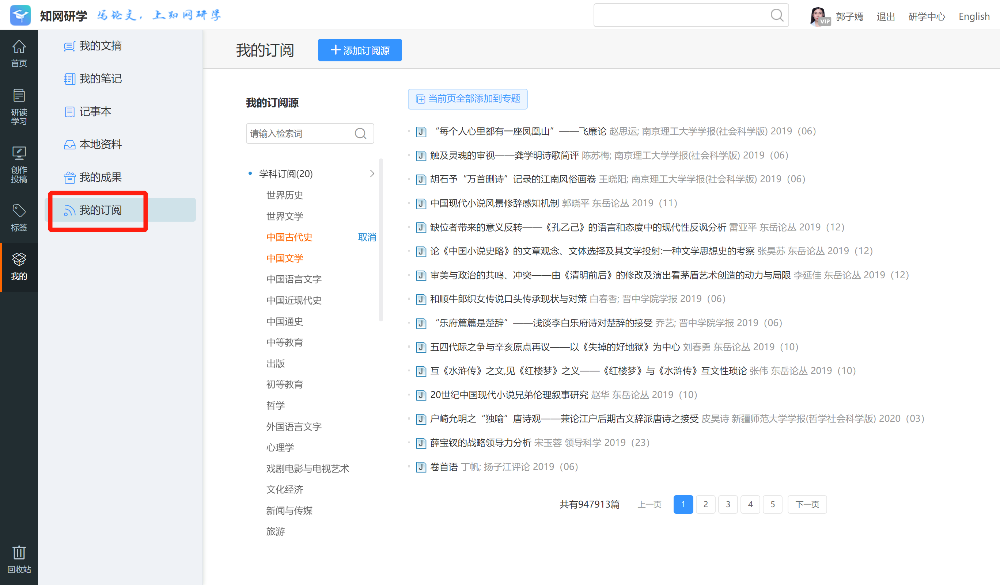 知网研学 写论文，上知网研学
VIP 郭子嫣 退出 研学中心 English
首页
研读
学习
创作
投稿
标签
我的
回收站
我的文摘
我的笔记
记事本
本地资料
我的成果
我的订阅
我的订阅 添加订阅源
我的订阅源
请输入检索词
学科订阅(20)
世界历史
世界文学
中国古代史 取消
中国文学
中国语言文字
中国近现代史
中国通史
中等教育
出版
初等教育
哲学
外国语言文字
心理学
戏剧电影与电视艺术
文化经济
新闻与传媒
旅游
当前页全部添加到专题
“每个人心里都有一座凤凰山”——飞廉论 赵思运; 南京理工大学学报(社会科学版) 2019（06）
触及灵魂的审视——龚学明诗歌简评 陈苏梅; 南京理工大学学报(社会科学版) 2019（06）
胡石予“万首删诗”记录的江南风俗画卷 王晓阳; 南京理工大学学报(社会科学版) 2019（06）
中国现代小说风景修辞感知机制 郭晓平 东岳论丛 2019（11）
缺位者带来的意义反转——《孔乙己》的语言和态度中的现代性反讽分析 雷亚平 东岳论丛 2019（12）
论《中国小说史略》的文章观念、文体选择及其文学投射:一种文学思想史的考察 张昊苏 东岳论丛 2019（12）
审美与政治的共鸣、冲突——由《清明前后》的修改及演出看茅盾艺术创造的动力与局限 李延佳 东岳论丛 2019（12）
和顺牛郎织女传说口头传承现状与对策 白春香; 晋中学院学报 2019（06）
“乐府篇篇是楚辞”——浅谈李白乐府诗对楚辞的接受 乔艺; 晋中学院学报 2019（06）
五四代际之争与辛亥原点再议——以《失掉的好地狱》为中心 刘春勇 东岳论丛 2019（10）
互《水浒传》之文,见《红楼梦》之义——《红楼梦》与《水浒传》互文性琐论 张伟 东岳论丛 2019（10）
20世纪中国现代小说兄弟伦理叙事研究 赵华 东岳论丛 2019（10）
户崎允明之“独喻”唐诗观——兼论江户后期古文辞派唐诗之接受 皮昊诗 新疆师范大学学报(哲学社会科学版) 2020（03）
薛宝钗的战略领导力分析 宋玉蓉 领导科学 2019（23）
卷首语 丁帆; 扬子江评论 2019（06）
共有947913篇 上一页 1 2 3 4 5 下一页